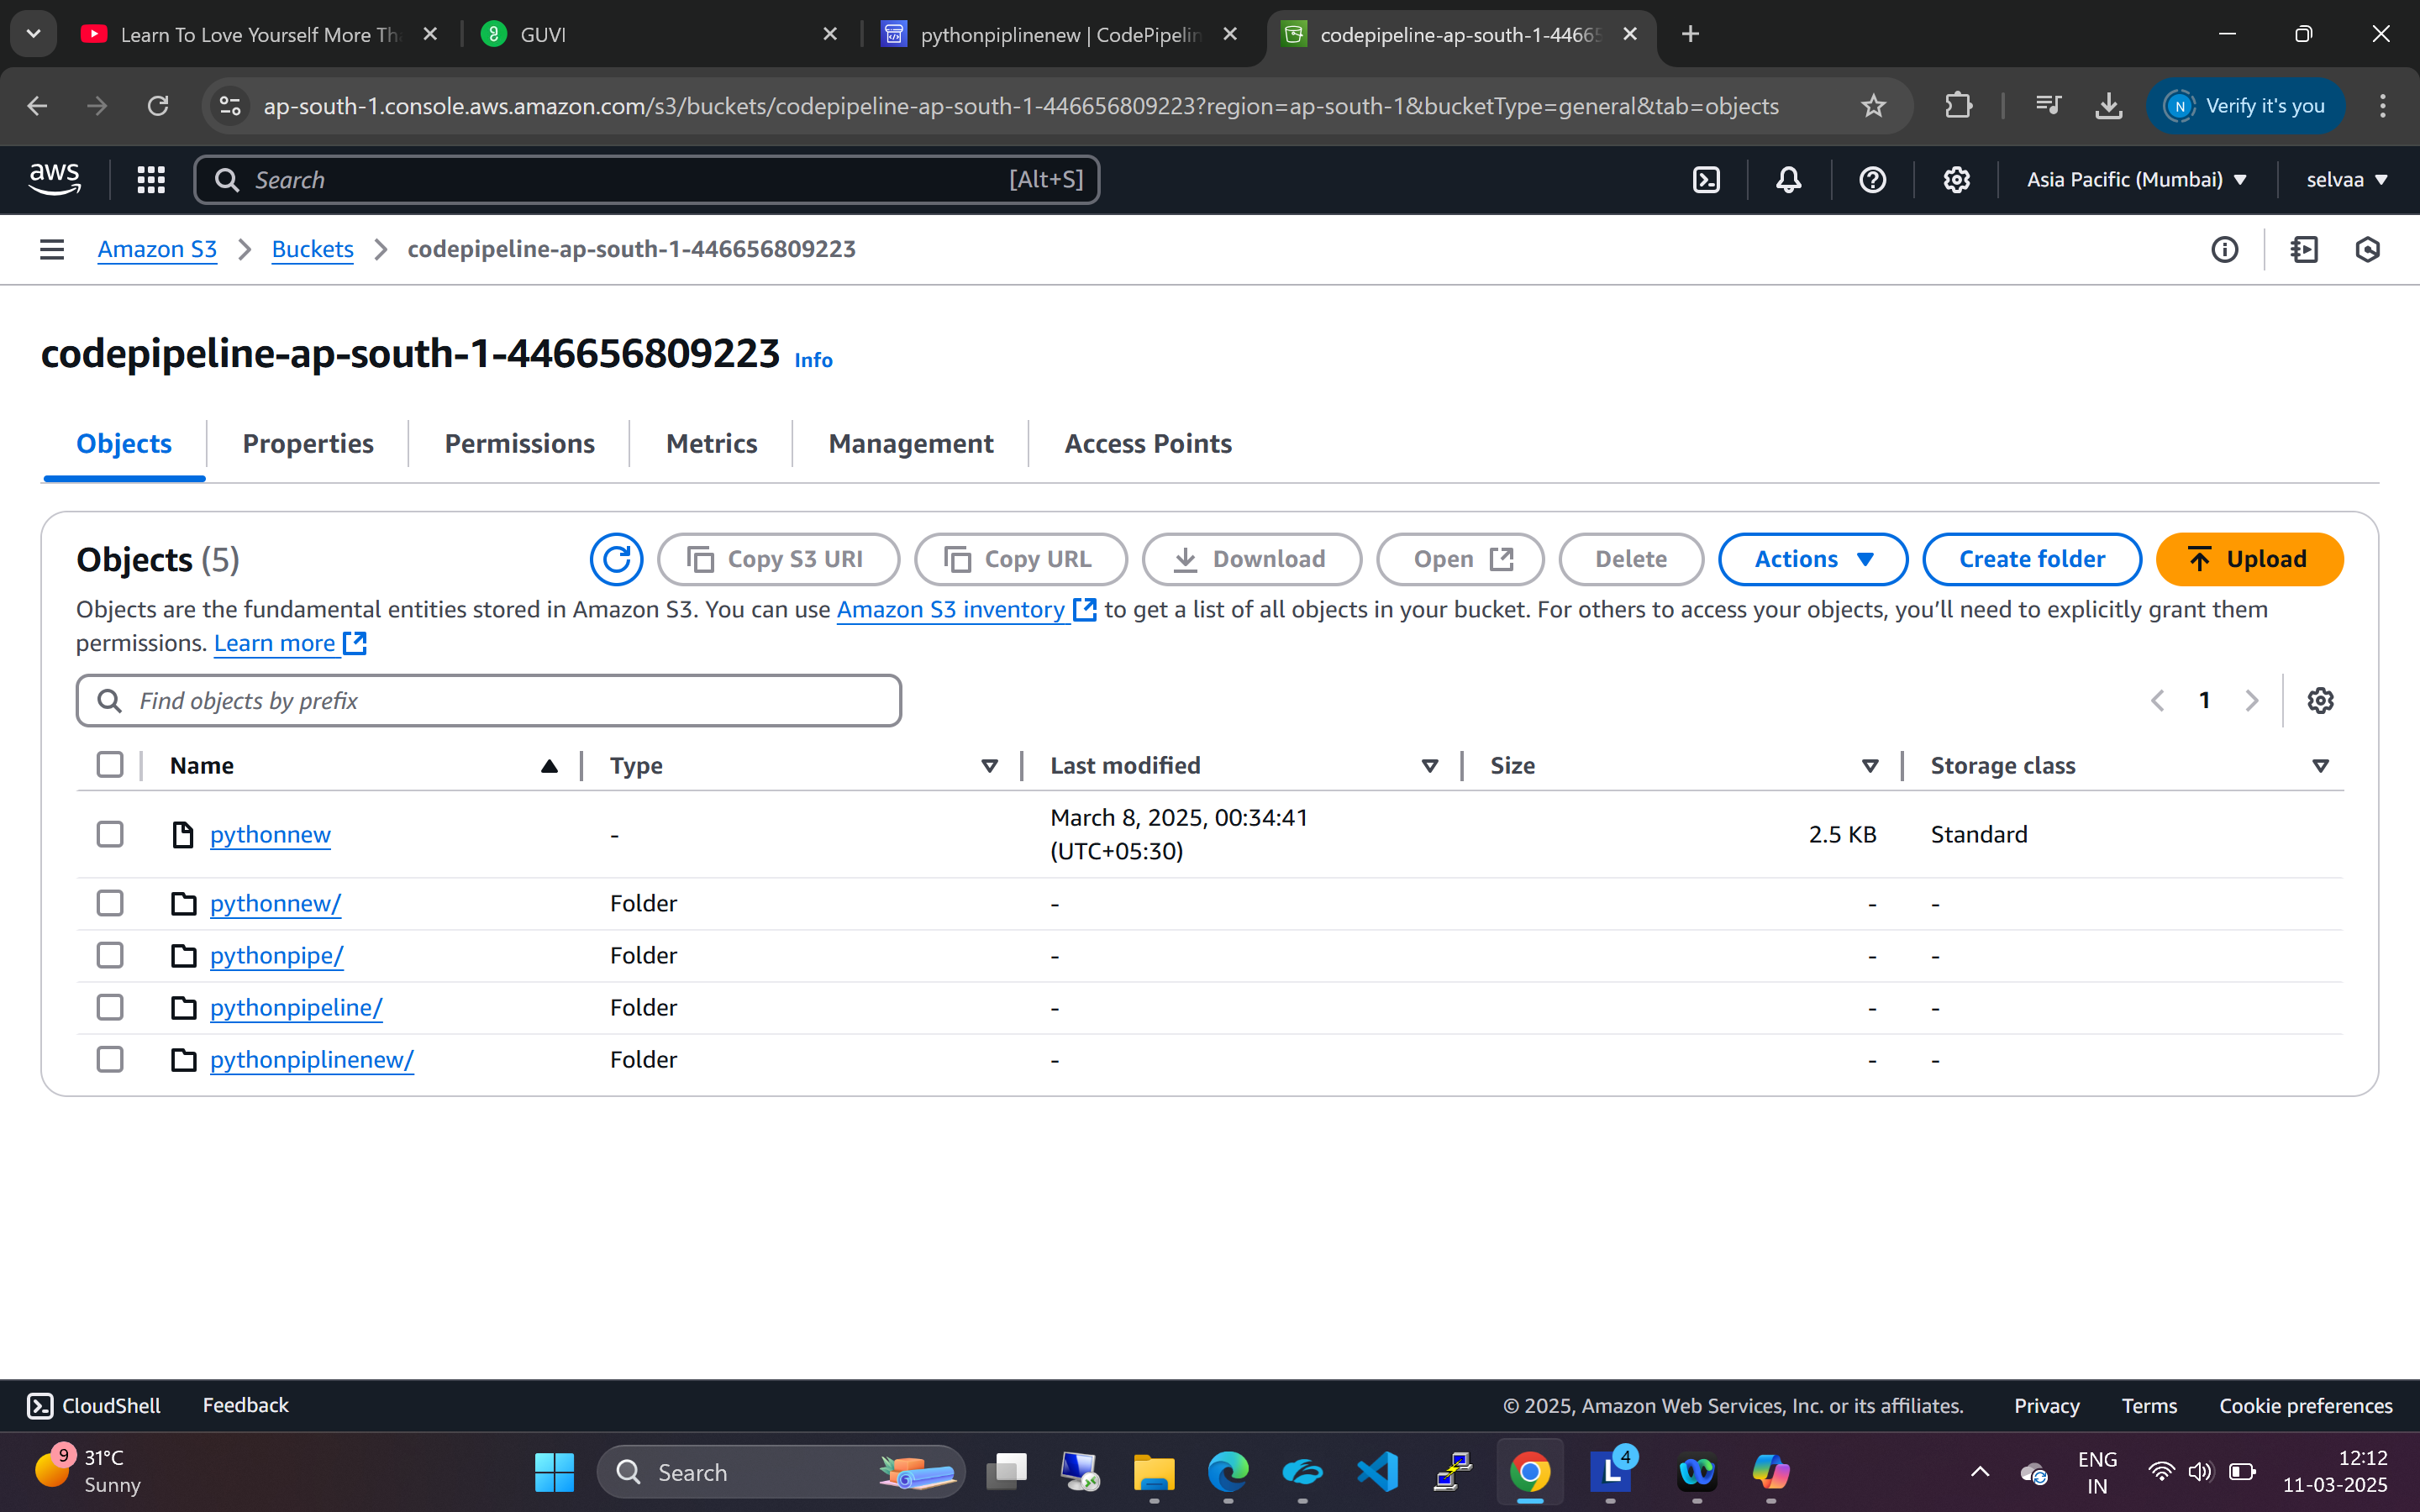 Learn To Love Yourself More Th
GUVI
pythonpiplinenew | CodePipelin
codepipeline-ap-south-1-44665
ap-south-1.console.aws.amazon.com/s3/buckets/codepipeline-ap-south-1-446656809223?region=ap-south-1&bucketType=general&tab=objects
N
Verify it's you
aws
Search
[Alt+S]
Asia Pacific (Mumbai)
selvaa
Amazon S3
Buckets
codepipeline-ap-south-1-446656809223
codepipeline-ap-south-1-446656809223 Info
Objects
Properties
Permissions
Metrics
Management
Access Points
Objects (5)
Copy S3 URI
Copy URL
Download
Open
Delete
Actions
Create folder
Upload
Objects are the fundamental entities stored in Amazon S3. You can use Amazon S3 inventory to get a list of all objects in your bucket. For others to access your objects, you’ll need to explicitly grant them
permissions. Learn more
Find objects by prefix
1
Name Type Last modified Size Storage class
pythonnew - March 8, 2025, 00:34:41 (UTC+05:30) 2.5 KB Standard
pythonnew/ Folder - - -
pythonpipe/ Folder - - -
pythonpipeline/ Folder - - -
pythonpiplinenew/ Folder - - -
CloudShell
Feedback
© 2025, Amazon Web Services, Inc. or its affiliates.
Privacy
Terms
Cookie preferences
9
31°C
Sunny
Search
L
4
ENG
IN
12:12
11-03-2025